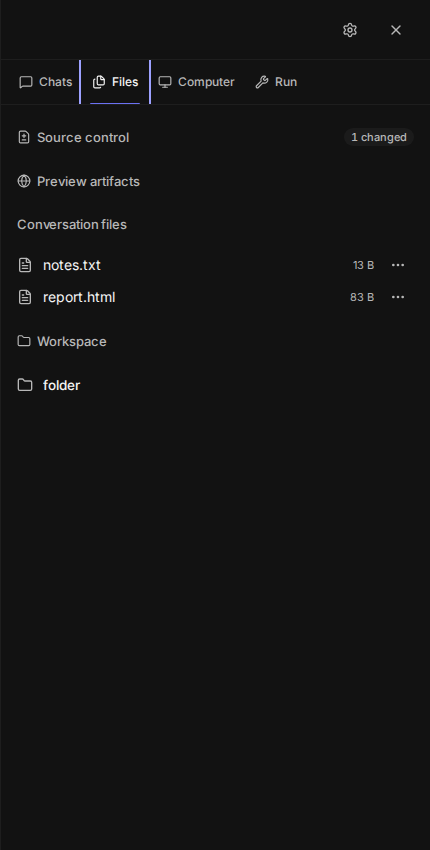 Chats Files Computer Run
Source control 1 changed
Preview artifacts
Conversation files
notes.txt 13 B
report.html 83 B
Workspace
folder